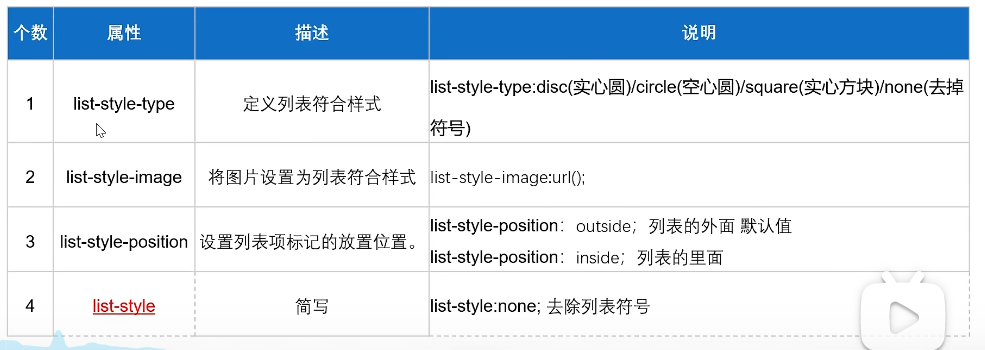 个数 属性 描述 说明
1 list-style-type 定义列表符合样式 list-style-type:disc(实心圆)/circle(空心圆)/square(实心方块)/none(去掉
符号)
2 list-style-image 将图片设置为列表符合样式 list-style-image:url();
3 list-style-position 设置列表项标记的放置位置。 list-style-position：outside；列表的外面 默认值
list-style-position：inside；列表的里面
4 list-style 简写 list-style:none; 去除列表符号